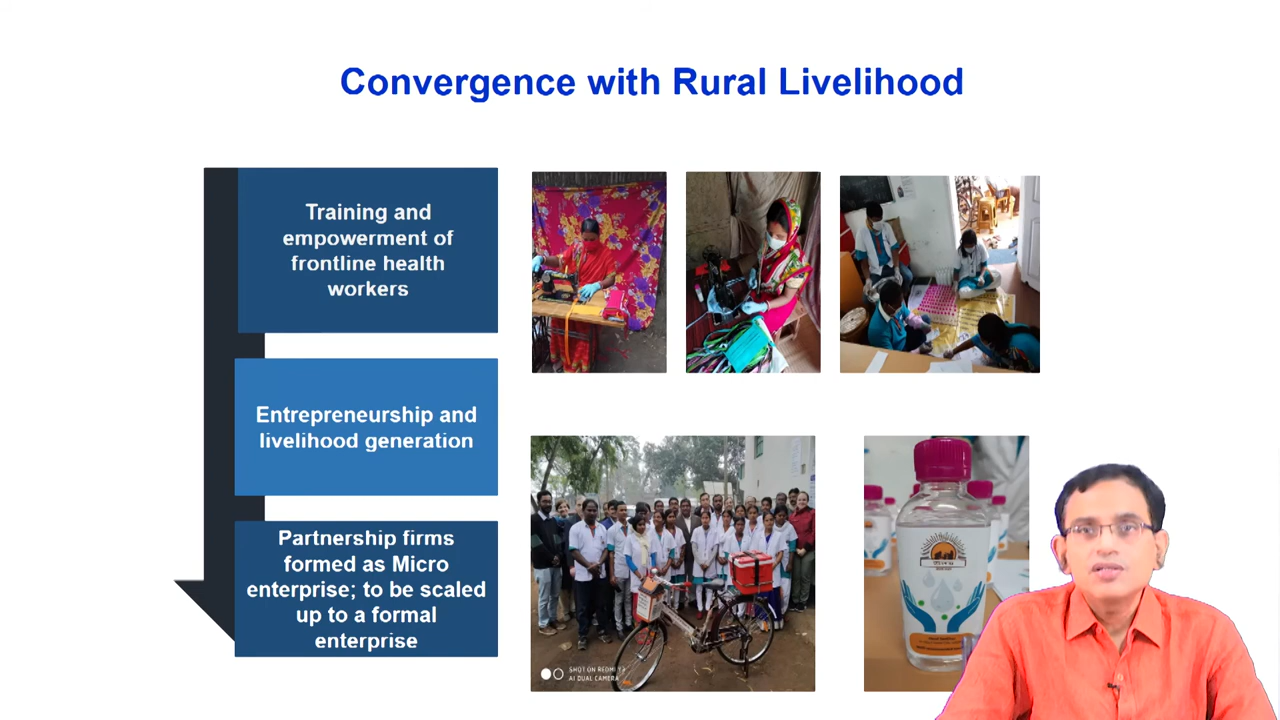 Convergence with Rural Livelihood
Training and
empowerment of
frontline health
workers
Entrepreneurship and
livelihood generation
Partnership firms
formed as Micro
enterprise; to be scaled
up to a formal
enterprise
SHOT ON REDMI Y3
AI DUAL CAMERA